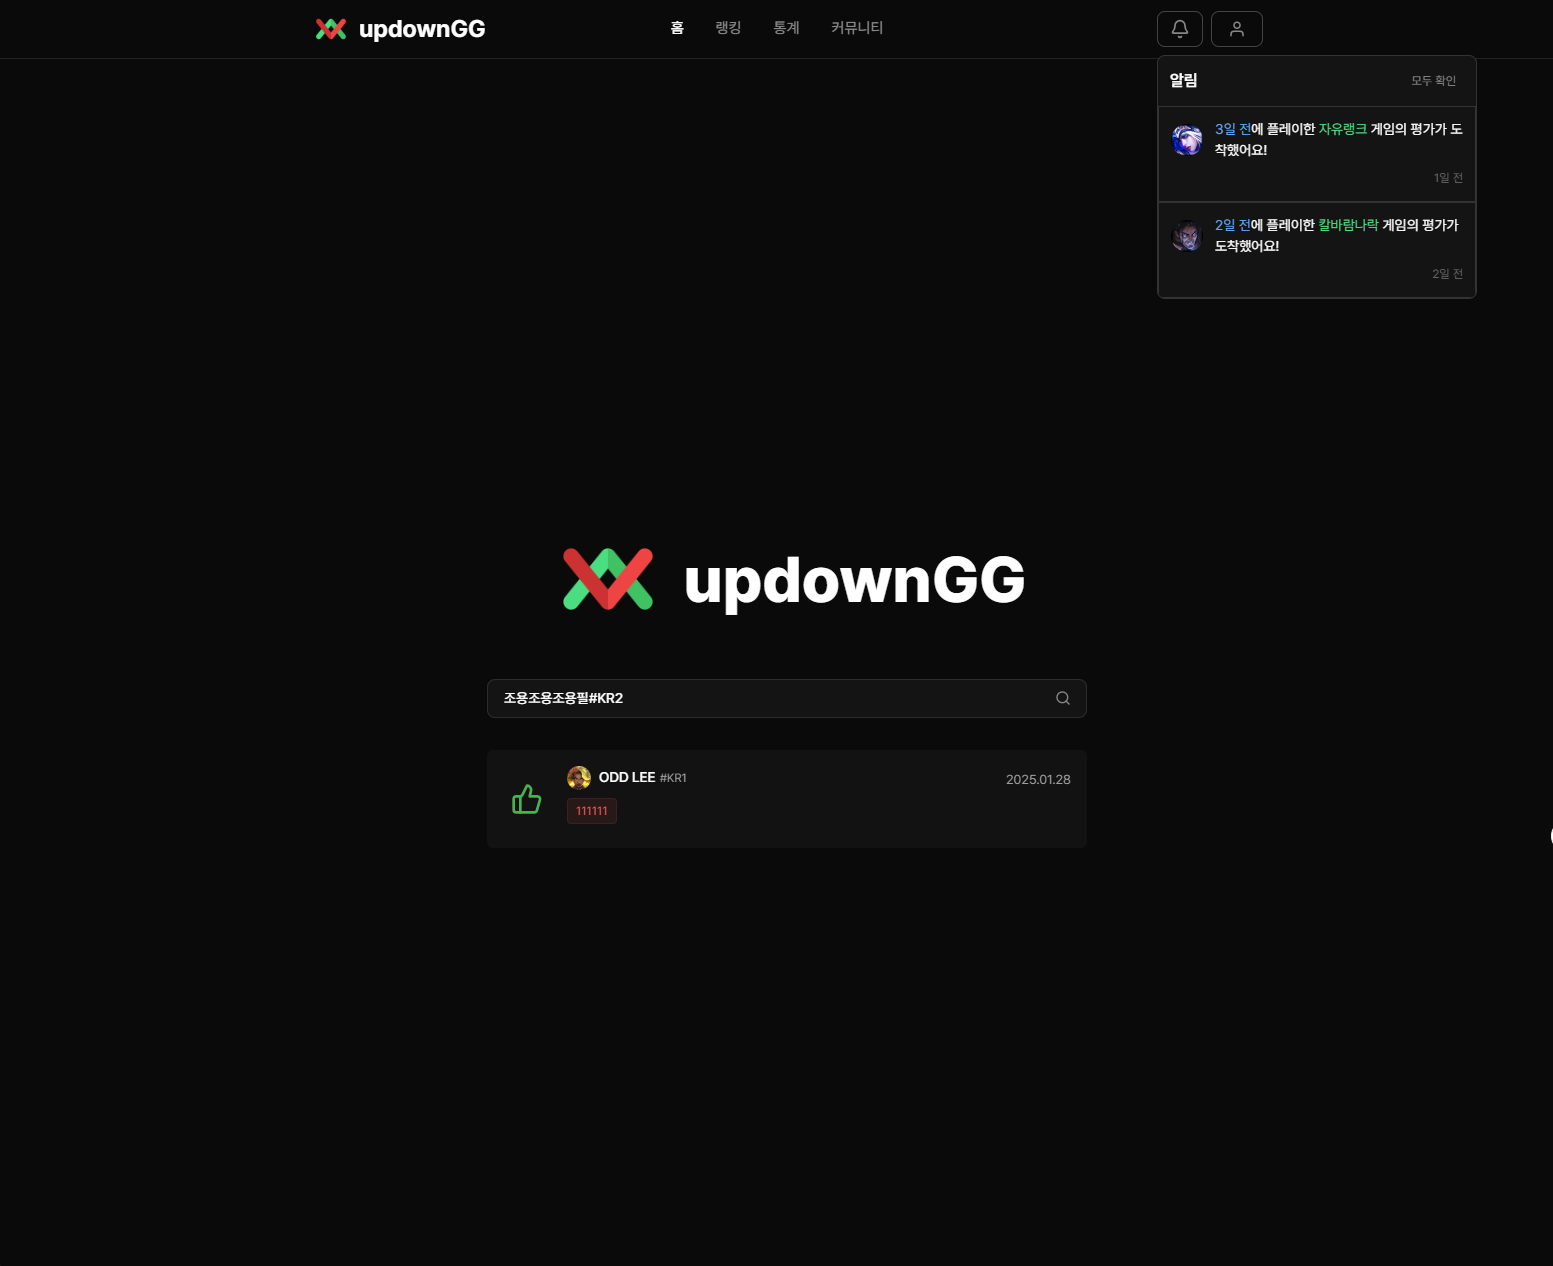 updownGG
홈 랭킹 통계 커뮤니티
알림 모두 확인
3일 전에 플레이한 자유랭크 게임의 평가가 도
착했어요!
1일 전
2일 전에 플레이한 칼바람나락 게임의 평가가
도착했어요!
2일 전
updownGG
조용조용조용필#KR2
ODD LEE #KR1 2025.01.28
111111